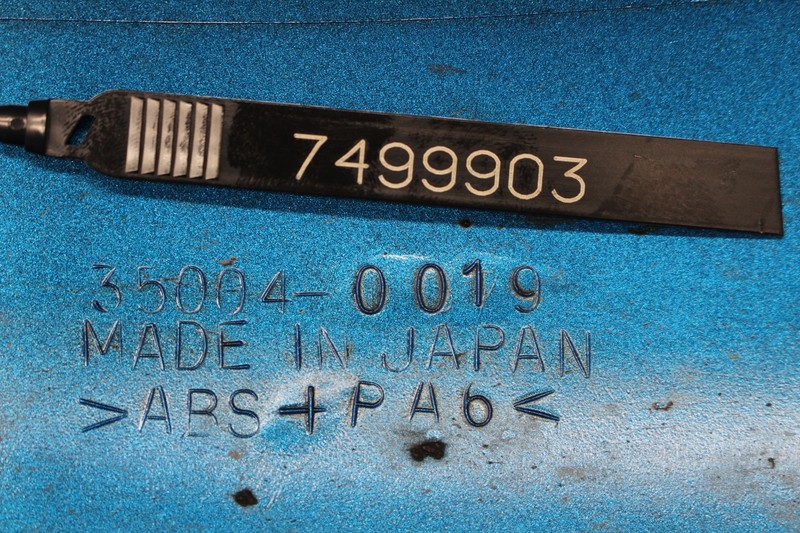 7499903
35004-0019
MADE IN JAPAN
>ABS+PA6<